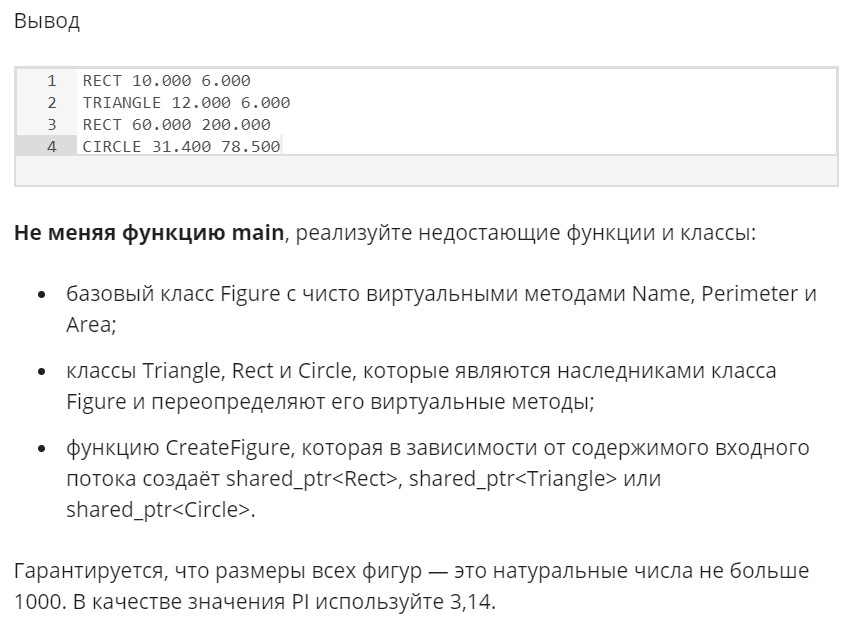 Вывод
1 RECT 10.000 6.000
2 TRIANGLE 12.000 6.000
3 RECT 60.000 200.000
4 CIRCLE 31.400 78.500
Не меняя функцию main, реализуйте недостающие функции и классы:
• базовый класс Figure с чисто виртуальными методами Name, Perimeter и
Area;
• классы Triangle, Rect и Circle, которые являются наследниками класса
Figure и переопределяют его виртуальные методы;
• функцию CreateFigure, которая в зависимости от содержимого входного
потока создаёт shared_ptr<Rect>, shared_ptr<Triangle> или
shared_ptr<Circle>.
Гарантируется, что размеры всех фигур — это натуральные числа не больше
1000. В качестве значения PI используйте 3,14.